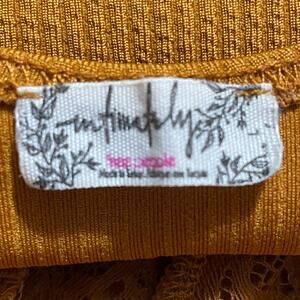 intimately
free people
Made in Turkey, Fabriqué en Turquie